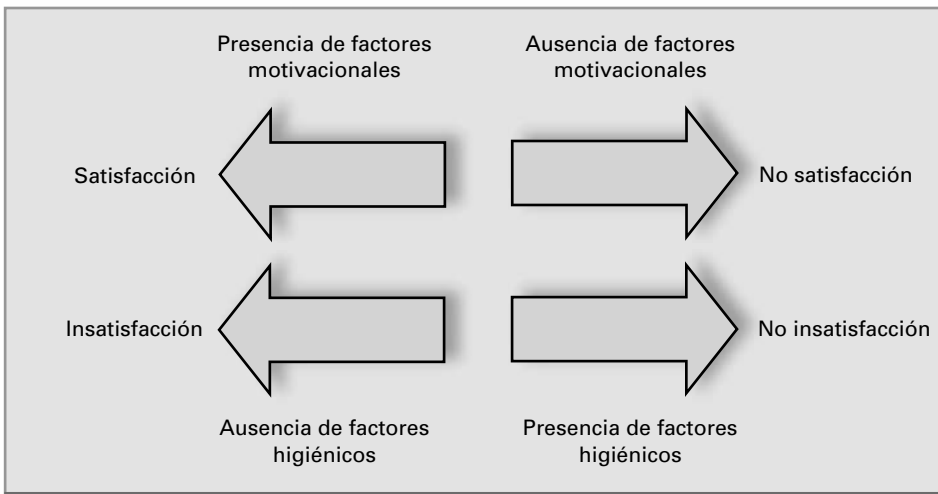 Presencia de factores
motivacionales
Ausencia de factores
motivacionales
Satisfacción
No satisfacción
Insatisfacción
No insatisfacción
Ausencia de factores
higiénicos
Presencia de factores
higiénicos